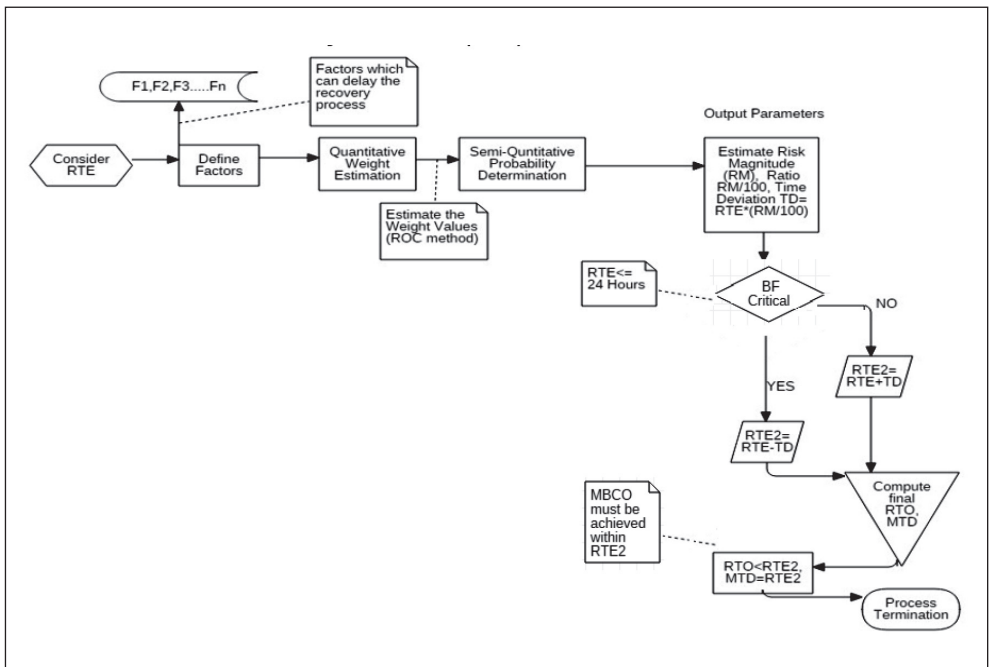 F1,F2,F3.....Fn
Factors which
can delay the
recovery
process
Consider
RTE
Define
Factors
Quantitative
Weight
Estimation
Semi-Quntitative
Probability
Determination
Estimate the
Weight Values
(ROC method)
Output Parameters
Estimate Risk
Magnitude
(RM), Ratio
RM/100, Time
Deviation TD=
RTE*(RM/100)
RTE<=
24 Hours
BF
Critical
NO
YES
RTE2=
RTE+TD
RTE2=
RTE-TD
Compute
final
RTO,
MTD
MBCO
must be
achieved
within
RTE2
RTO<RTE2,
MTD=RTE2
Process
Termination